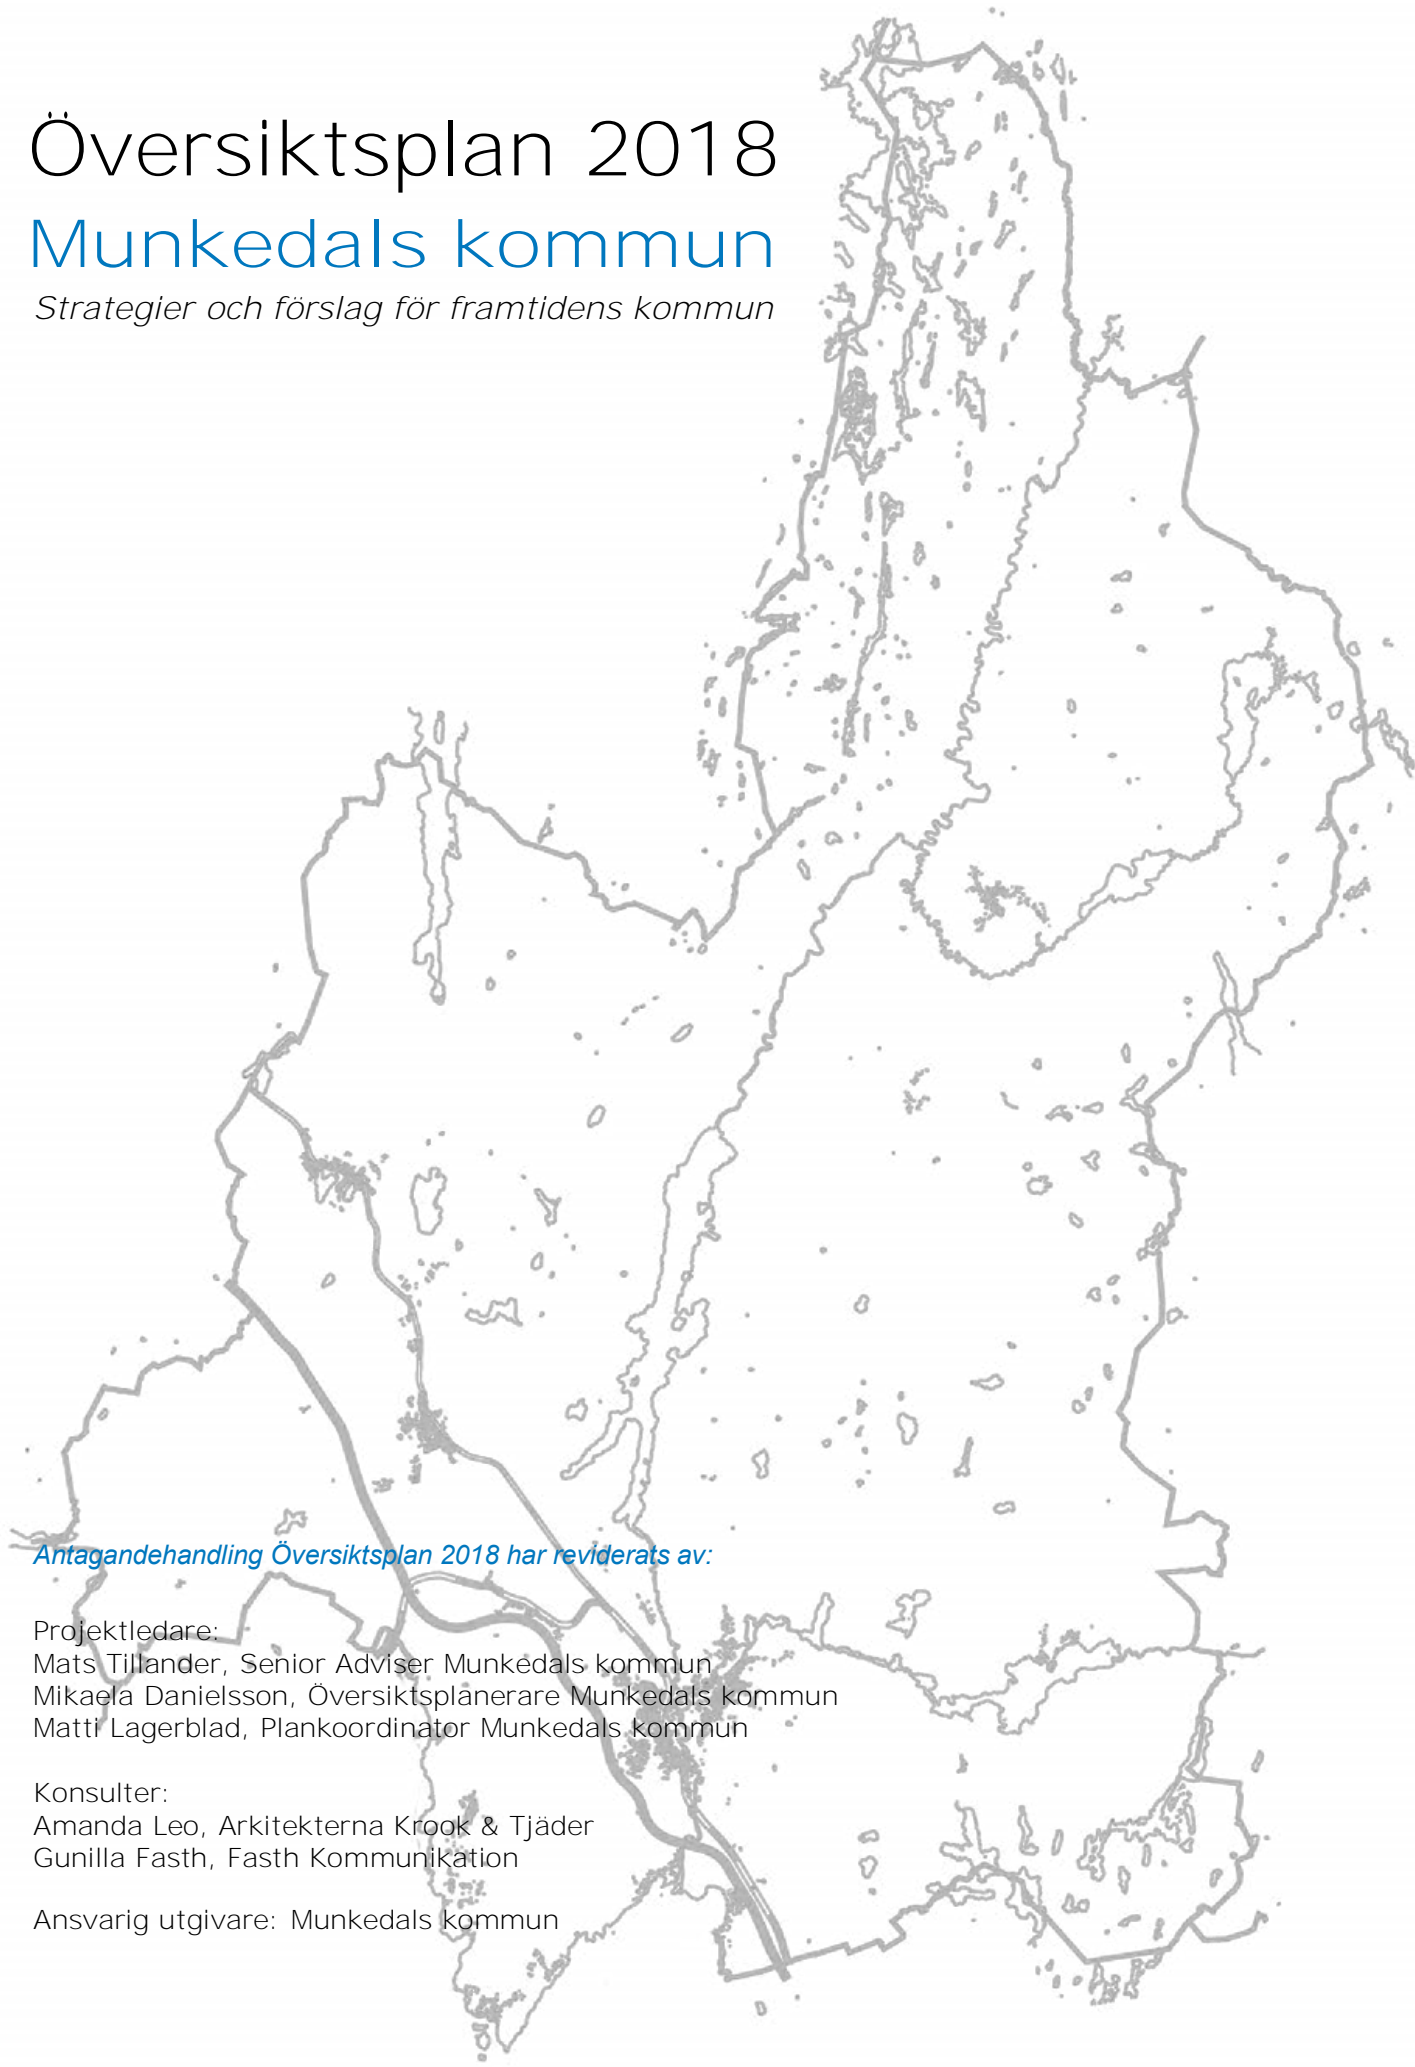 Översiktsplan 2018
Munkedals kommun
Strategier och förslag för framtidens kommun
Antagandehandling Översiktsplan 2018 har reviderats av:
Projektledare:
Mats Tillander, Senior Adviser Munkedals kommun
Mikaela Danielsson, Översiktsplanerare Munkedals kommun
Matti Lagerblad, Plankoordinator Munkedals kommun
Konsulter:
Amanda Leo, Arkitekterna Krook & Tjäder
Gunilla Fasth, Fasth Kommunikation
Ansvarig utgivare: Munkedals kommun